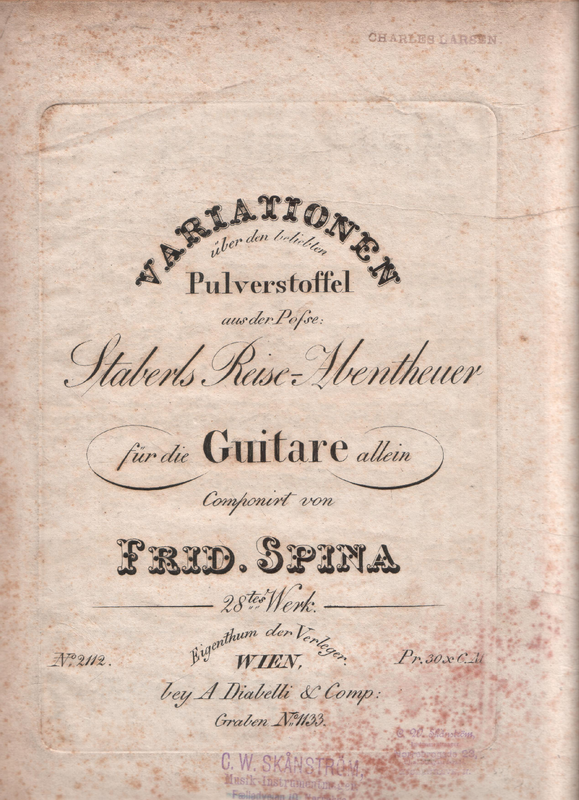 CHARLES LARSEN.
VARIATIONEN
über den beliebten
Pulverstoffel
aus der Posse:
Staberls Reise-Abentheuer
für die Guitare allein
Componirt von
FRID. SPINA
28tes Werk.
Eigenthum der Verleger.
No. 2112.
WIEN,
Pr. 30 x C.M
bey A Diabelli & Comp:
Graben No. 1133.
C. W. SKÅNSTRÖM